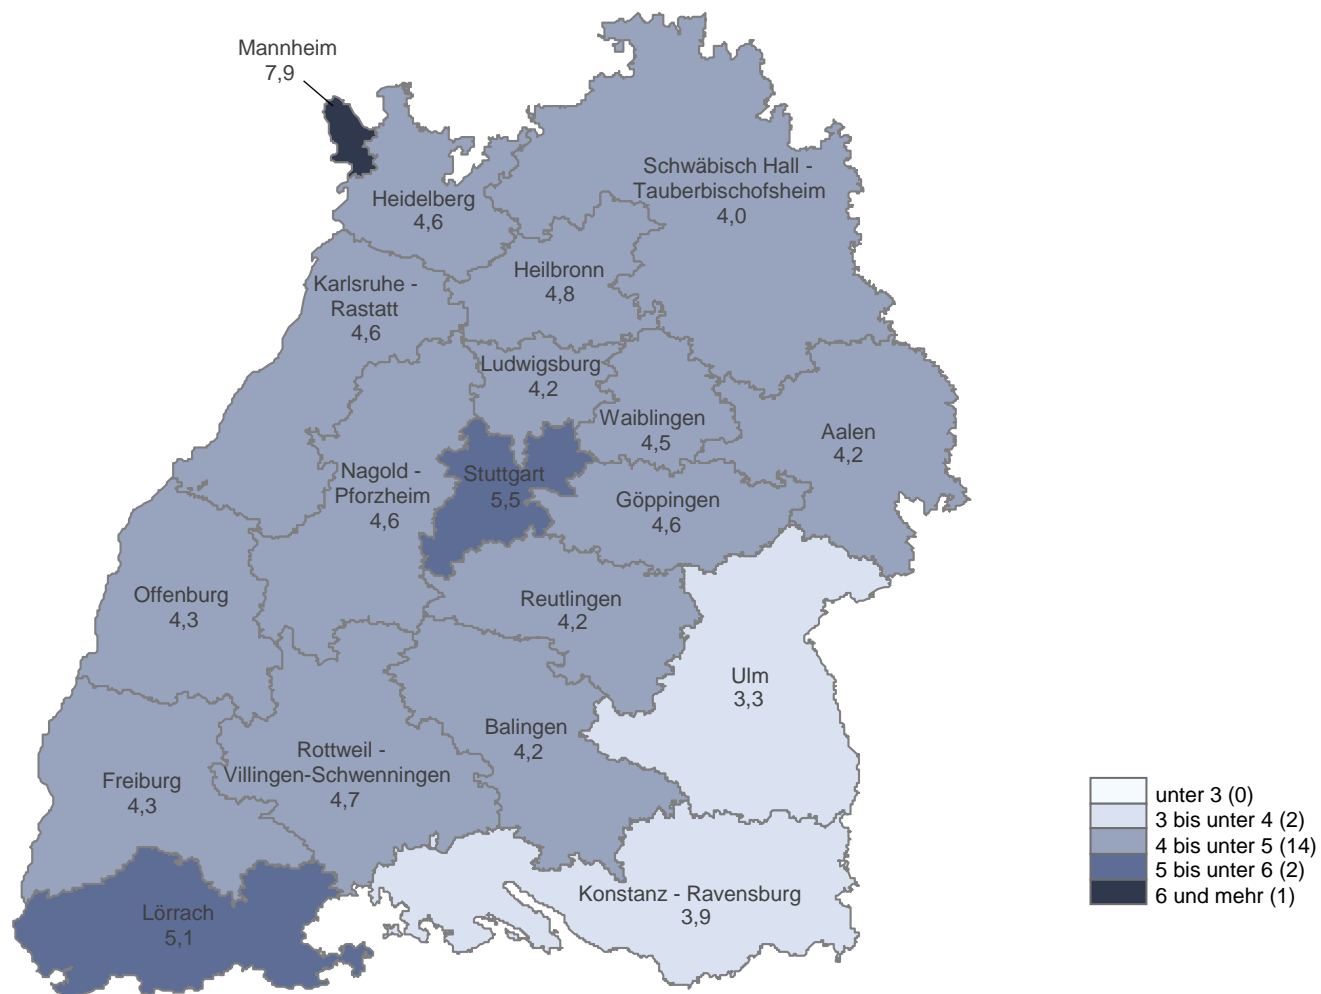 Mannheim
7,9
Schwäbisch Hall -
Tauberbischofsheim
4,0
Heidelberg
4,6
Heilbronn
4,8
Karlsruhe -
Rastatt
4,6
Ludwigsburg
4,2
Waiblingen
4,5
Aalen
4,2
Nagold -
Pforzheim
4,6
Stuttgart
5,5
Göppingen
4,6
Offenburg
4,3
Reutlingen
4,2
Ulm
3,3
Balingen
4,2
Rottweil -
Villingen-Schwenningen
4,7
Freiburg
4,3
Konstanz - Ravensburg
3,9
Lörrach
5,1
unter 3 (0)
3 bis unter 4 (2)
4 bis unter 5 (14)
5 bis unter 6 (2)
6 und mehr (1)